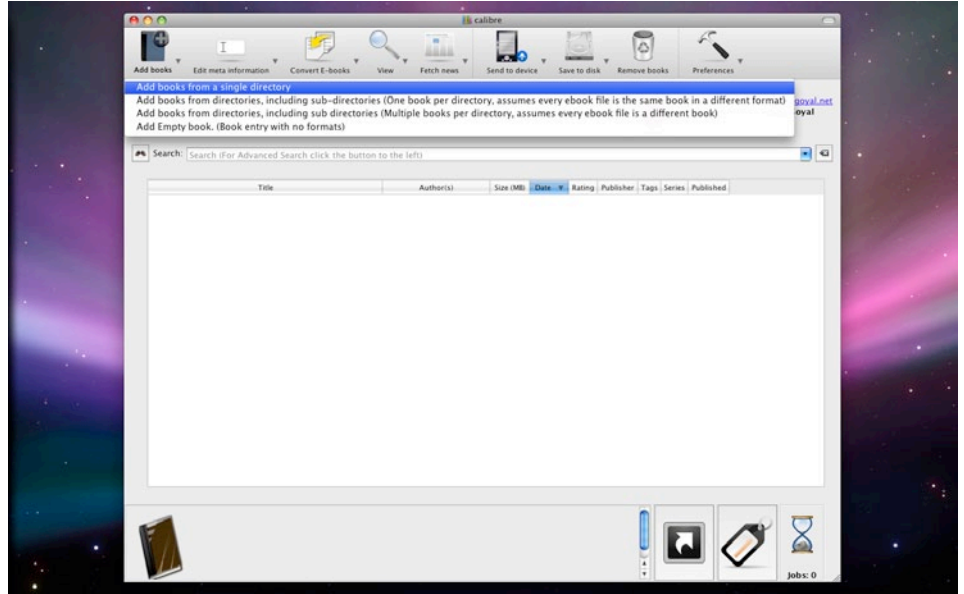 calibre
Add books Edit meta information Convert E-books View Fetch news Send to device Save to disk Remove books Preferences
Add books from a single directory
Add books from directories, including sub-directories (One book per directory, assumes every ebook file is the same book in a different format)
goyal.net
Add books from directories, including sub directories (Multiple books per directory, assumes every ebook file is a different book)
oyal
Add Empty book. (Book entry with no formats)
Search: Search (For Advanced Search click the button to the left)
Title Author(s) Size (MB) Date Rating Publisher Tags Series Published
Jobs: 0